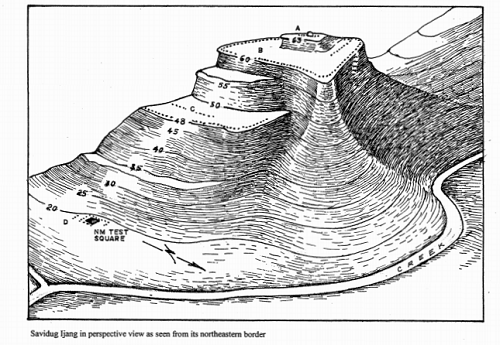 A
65
B
60
55
50
C
48
45
40
35
30
25
20
D
NM TEST
SQUARE
CREEK
Savidug Ijang in perspective view as seen from its northeastern border